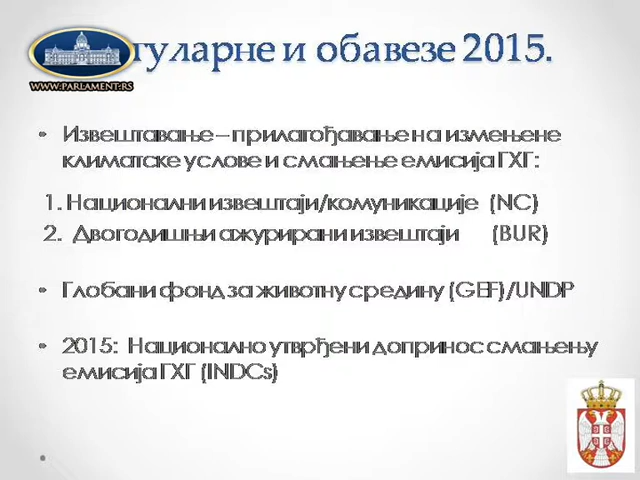 гуларне и обавезе 2015.
WWW.PARLAMENT.RS
• Извештавање – прилагођавање на измењене
климатске услове и смањење емисија ГХГ:
1. Национални извештаји/комуникације (NC)
2. Двогодишњи ажурирани извештаји (BUR)
• Глобани фонд за животну средину (GEF)/UNDP
• 2015: Национално утврђени допринос смањењу
емисија ГХГ (INDCs)
•